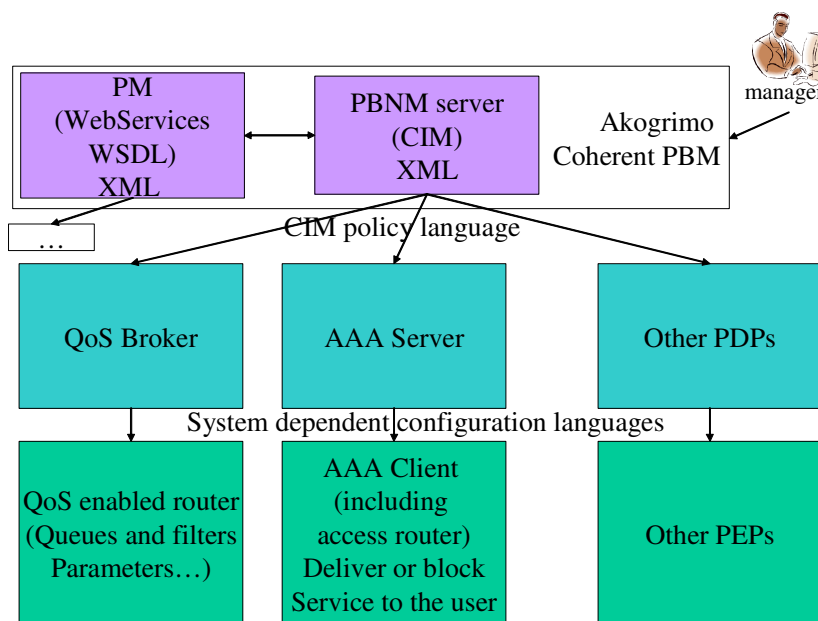 PM
(WebServices
WSDL)
XML
PBNM server
(CIM)
XML
Akogrimo
Coherent PBM
manager
...
CIM policy language
QoS Broker
AAA Server
Other PDPs
System dependent configuration languages
QoS enabled router
(Queues and filters
Parameters...)
AAA Client
(including
access router)
Deliver or block
Service to the user
Other PEPs